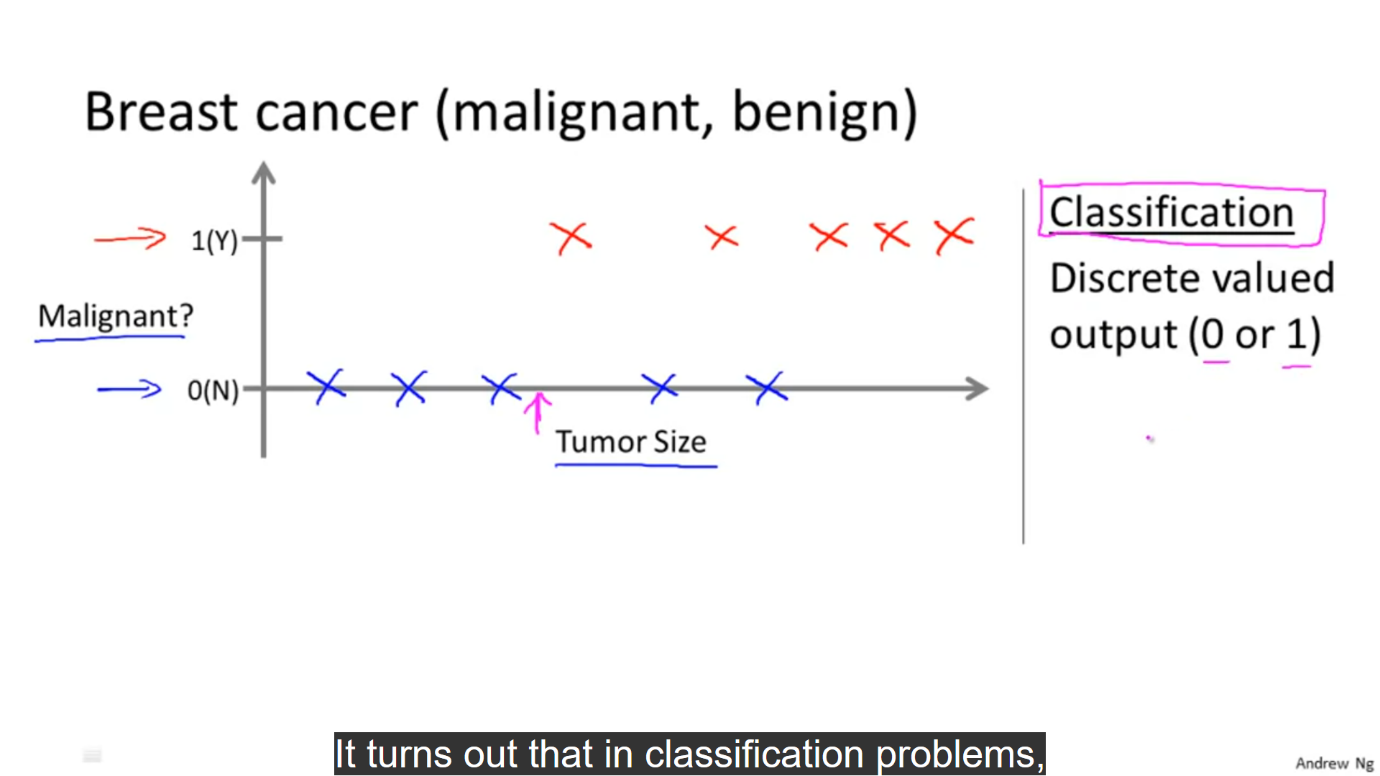 Breast cancer (malignant, benign)
1(Y)
Malignant?
0(N)
Tumor Size
Classification
Discrete valued
output (0 or 1)
It turns out that in classification problems,
Andrew Ng